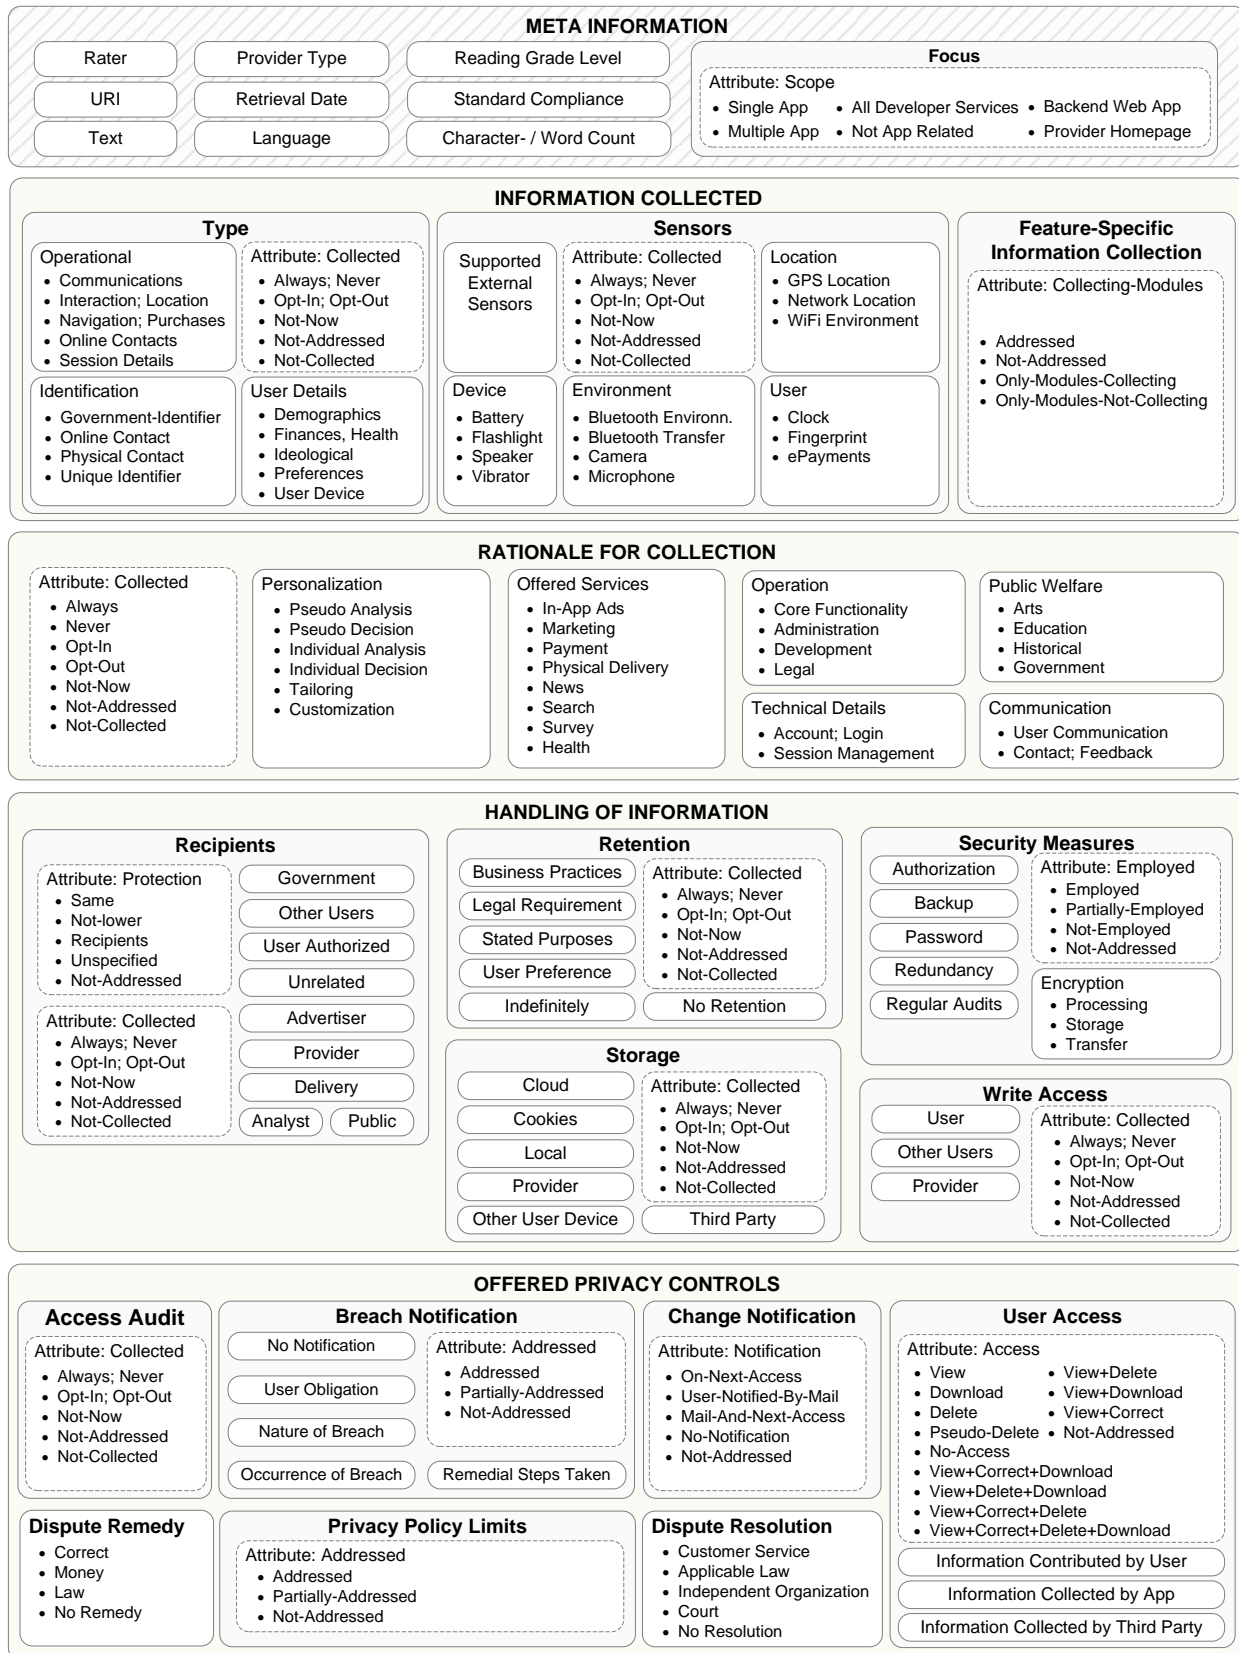 META INFORMATION
Rater
Provider Type
Reading Grade Level
URI
Retrieval Date
Standard Compliance
Text
Language
Character- / Word Count
Focus
Attribute: Scope
• Single App
• All Developer Services
• Backend Web App
• Multiple App
• Not App Related
• Provider Homepage
INFORMATION COLLECTED
Type
Operational
• Communications
• Interaction; Location
• Navigation; Purchases
• Online Contacts
• Session Details
Attribute: Collected
• Always; Never
• Opt-In; Opt-Out
• Not-Now
• Not-Addressed
• Not-Collected
Identification
• Government-Identifier
• Online Contact
• Physical Contact
• Unique Identifier
User Details
• Demographics
• Finances, Health
• Ideological
• Preferences
• User Device
Sensors
Supported
External
Sensors
Attribute: Collected
• Always; Never
• Opt-In; Opt-Out
• Not-Now
• Not-Addressed
• Not-Collected
Location
• GPS Location
• Network Location
• WiFi Environment
Device
• Battery
• Flashlight
• Speaker
• Vibrator
Environment
• Bluetooth Environn.
• Bluetooth Transfer
• Camera
• Microphone
User
• Clock
• Fingerprint
• ePayments
Feature-Specific
Information Collection
Attribute: Collecting-Modules
• Addressed
• Not-Addressed
• Only-Modules-Collecting
• Only-Modules-Not-Collecting
RATIONALE FOR COLLECTION
Attribute: Collected
• Always
• Never
• Opt-In
• Opt-Out
• Not-Now
• Not-Addressed
• Not-Collected
Personalization
• Pseudo Analysis
• Pseudo Decision
• Individual Analysis
• Individual Decision
• Tailoring
• Customization
Offered Services
• In-App Ads
• Marketing
• Payment
• Physical Delivery
• News
• Search
• Survey
• Health
Operation
• Core Functionality
• Administration
• Development
• Legal
Technical Details
• Account; Login
• Session Management
Public Welfare
• Arts
• Education
• Historical
• Government
Communication
• User Communication
• Contact; Feedback
HANDLING OF INFORMATION
Recipients
Attribute: Protection
• Same
• Not-lower
• Recipients
• Unspecified
• Not-Addressed
Attribute: Collected
• Always; Never
• Opt-In; Opt-Out
• Not-Now
• Not-Addressed
• Not-Collected
Government
Other Users
User Authorized
Unrelated
Advertiser
Provider
Delivery
Analyst
Public
Retention
Business Practices
Legal Requirement
Stated Purposes
User Preference
Indefinitely
Attribute: Collected
• Always; Never
• Opt-In; Opt-Out
• Not-Now
• Not-Addressed
• Not-Collected
No Retention
Storage
Cloud
Cookies
Local
Provider
Other User Device
Attribute: Collected
• Always; Never
• Opt-In; Opt-Out
• Not-Now
• Not-Addressed
• Not-Collected
Third Party
Security Measures
Authorization
Backup
Password
Redundancy
Regular Audits
Attribute: Employed
• Employed
• Partially-Employed
• Not-Employed
• Not-Addressed
Encryption
• Processing
• Storage
• Transfer
Write Access
User
Other Users
Provider
Attribute: Collected
• Always; Never
• Opt-In; Opt-Out
• Not-Now
• Not-Addressed
• Not-Collected
OFFERED PRIVACY CONTROLS
Access Audit
Attribute: Collected
• Always; Never
• Opt-In; Opt-Out
• Not-Now
• Not-Addressed
• Not-Collected
Breach Notification
No Notification
User Obligation
Nature of Breach
Occurrence of Breach
Attribute: Addressed
• Addressed
• Partially-Addressed
• Not-Addressed
Remedial Steps Taken
Change Notification
Attribute: Notification
• On-Next-Access
• User-Notified-By-Mail
• Mail-And-Next-Access
• No-Notification
• Not-Addressed
User Access
Attribute: Access
• View
• View+Delete
• Download
• View+Download
• Delete
• View+Correct
• Pseudo-Delete
• Not-Addressed
• No-Access
• View+Correct+Download
• View+Delete+Download
• View+Correct+Delete
• View+Correct+Delete+Download
Information Contributed by User
Information Collected by App
Information Collected by Third Party
Dispute Remedy
• Correct
• Money
• Law
• No Remedy
Privacy Policy Limits
Attribute: Addressed
• Addressed
• Partially-Addressed
• Not-Addressed
Dispute Resolution
• Customer Service
• Applicable Law
• Independent Organization
• Court
• No Resolution